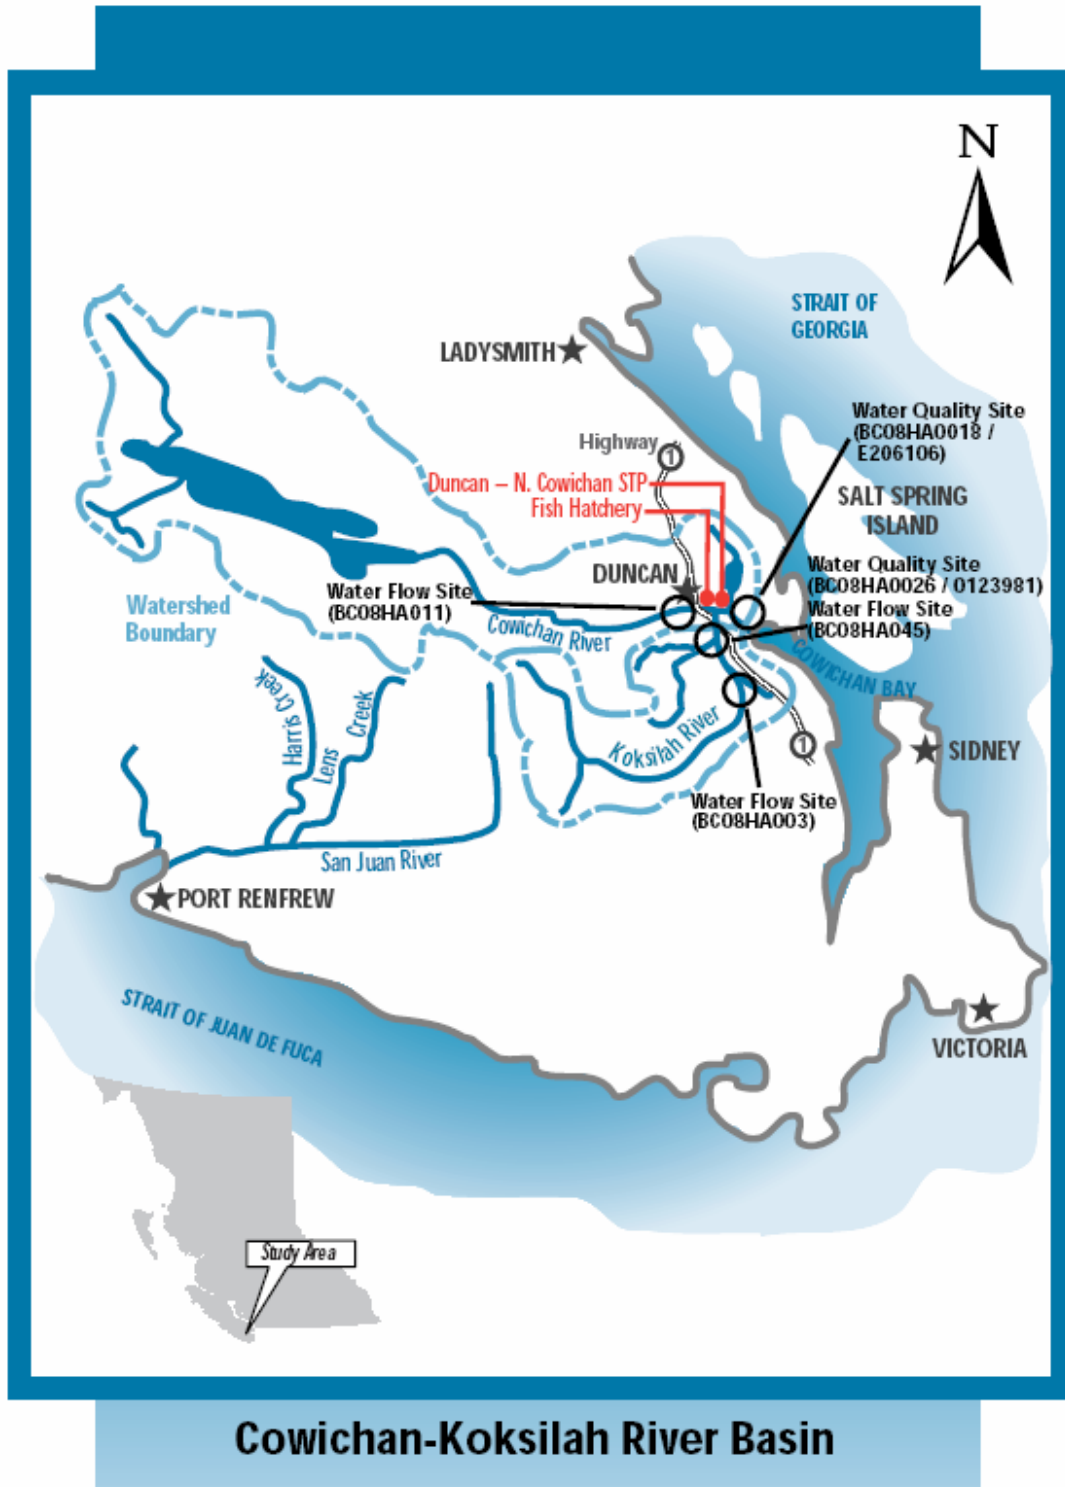 N
STRAIT OF
GEORGIA
LADYSMITH
Water Quality Site
(BC08HA0018 /
E206106)
Highway
1
Duncan – N. Cowichan STP
Fish Hatchery
SALT SPRING
ISLAND
DUNCAN
Water Quality Site
(BC08HA0026 / 0123981)
Water Flow Site
(BC08HA045)
Water Flow Site
(BC08HA011)
Watershed
Boundary
Cowichan River
COWICHAN BAY
Harris Creek
Lens Creek
Koksilah River
1
SIDNEY
Water Flow Site
(BC08HA003)
San Juan River
PORT RENFREW
STRAIT OF JUAN DE FUCA
VICTORIA
Study Area
Cowichan-Koksilah River Basin